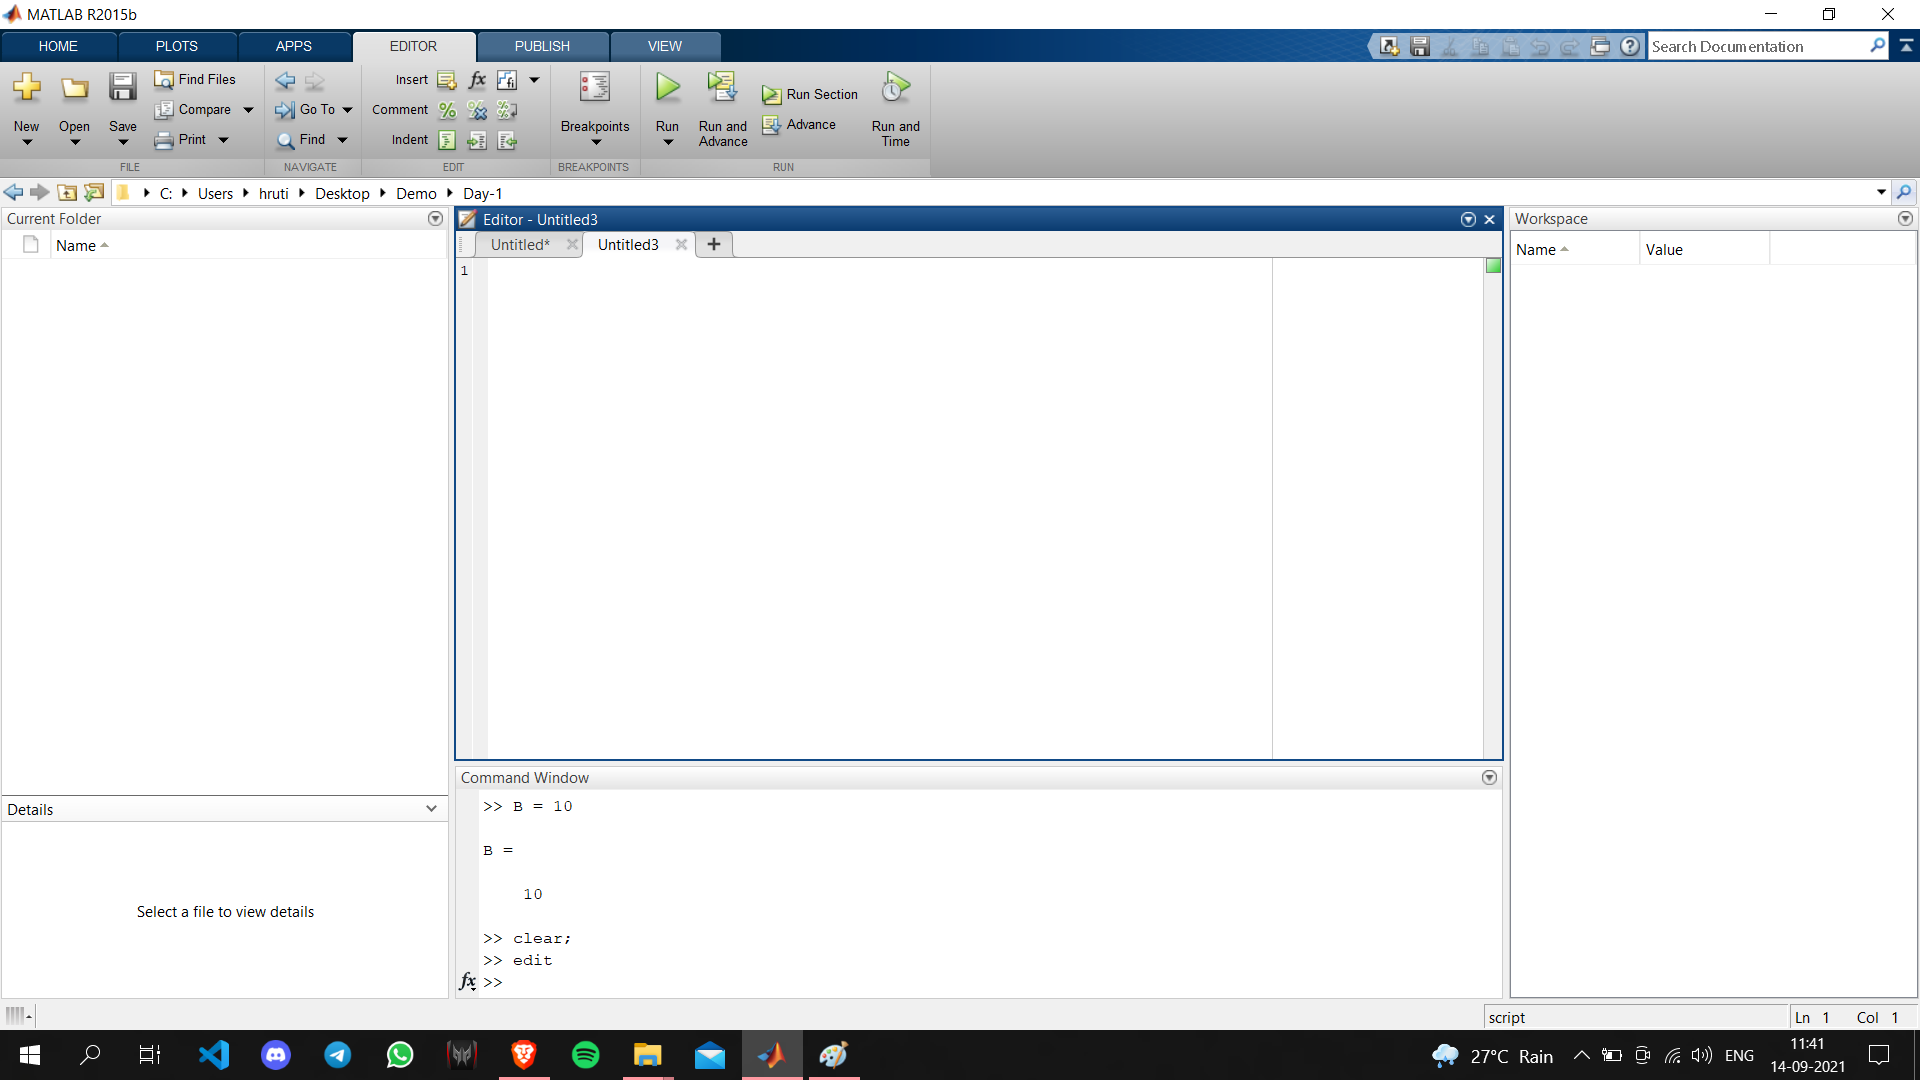 MATLAB R2015b
HOME PLOTS APPS EDITOR PUBLISH VIEW
Search Documentation
New
Open
Save
Find Files
Compare
Print
FILE
Go To
Find
NAVIGATE
Insert
Comment
Indent
EDIT
Breakpoints
BREAKPOINTS
Run
Run and
Advance
Run Section
Advance
Run and
Time
RUN
C: Users hruti Desktop Demo Day-1
Current Folder
Name
Details
Select a file to view details
Editor - Untitled3
Untitled* Untitled3
1
Command Window
>> B = 10
B =
10
>> clear;
>> edit
fx >>
Workspace
Name Value
script
Ln 1 Col 1
27°C Rain
ENG
11:41
14-09-2021